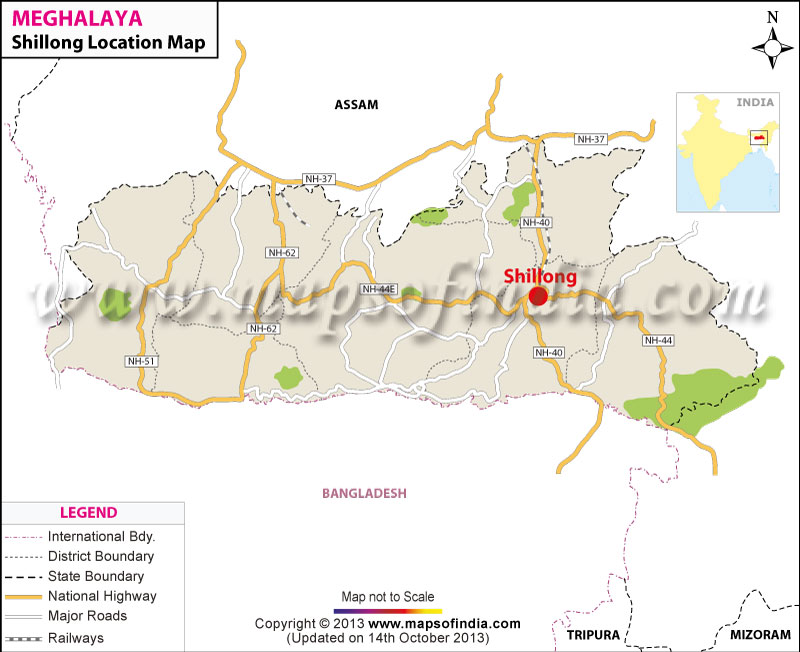 MEGHALAYA
Shillong Location Map
N
ASSAM
INDIA
NH-37
NH-37
NH-40
NH-62
Shillong
NH-44E
www.mapsofindia.com
NH-62
NH-44
NH-40
NH-51
BANGLADESH
LEGEND
International Bdy.
District Boundary
State Boundary
National Highway
Major Roads
Railways
Map not to Scale
Copyright © 2013 www.mapsofindia.com
(Updated on 14th October 2013)
TRIPURA
MIZORAM